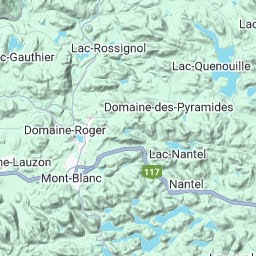 Lac-Rossignol
c-Gauthier
Lac-Quenouille
Domaine-des-Pyramides
Domaine-Roger
Lac-Nantel
ne-Lauzon
117
Mont-Blanc
Nantel